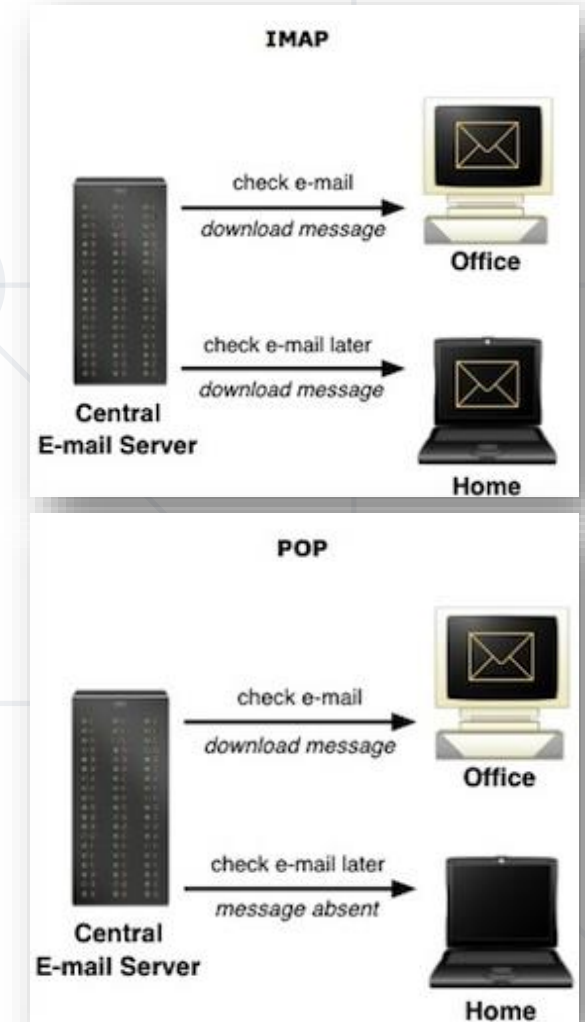 IMAP
check e-mail
download message
Office
check e-mail later
download message
Central
E-mail Server
Home
POP
check e-mail
download message
Office
check e-mail later
message absent
Central
E-mail Server
Home